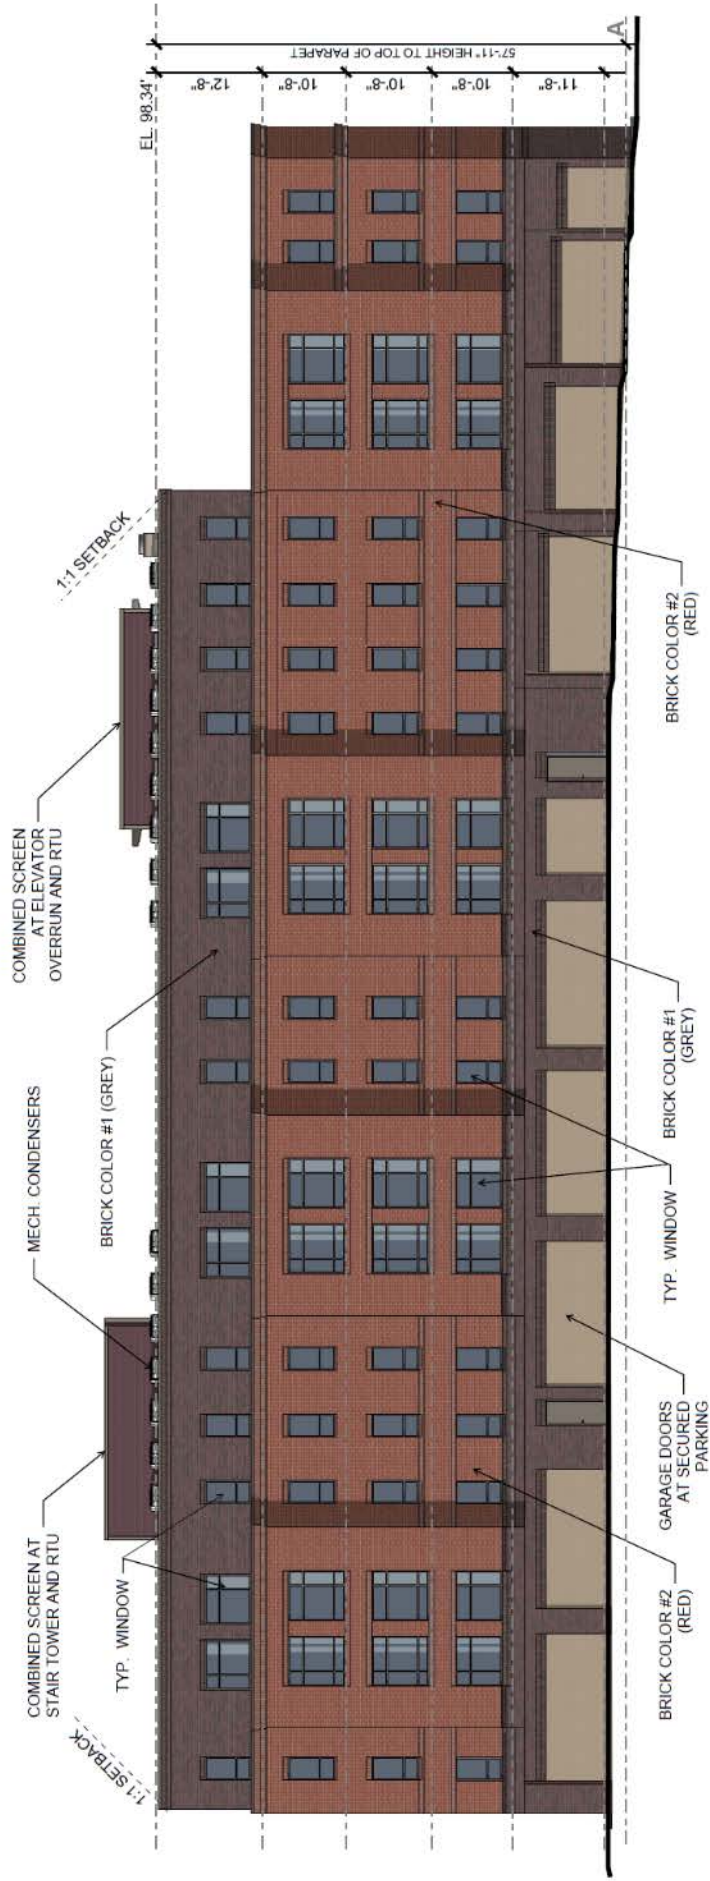 COMBINED SCREEN AT
STAIR TOWER AND RTU
MECH. CONDENSERS
COMBINED SCREEN
AT ELEVATOR
OVERRUN AND RTU
TYP. WINDOW
BRICK COLOR #1 (GREY)
1:1 SETBACK
1:1 SETBACK
EL. 98.34'
12'-8"
10'-8"
10'-8"
10'-8"
11'-8"
57'-11" HEIGHT TO TOP OF PARAPET
A
BRICK COLOR #2
(RED)
GARAGE DOORS
AT SECURED
PARKING
TYP. WINDOW
BRICK COLOR #1
(GREY)
BRICK COLOR #2
(RED)